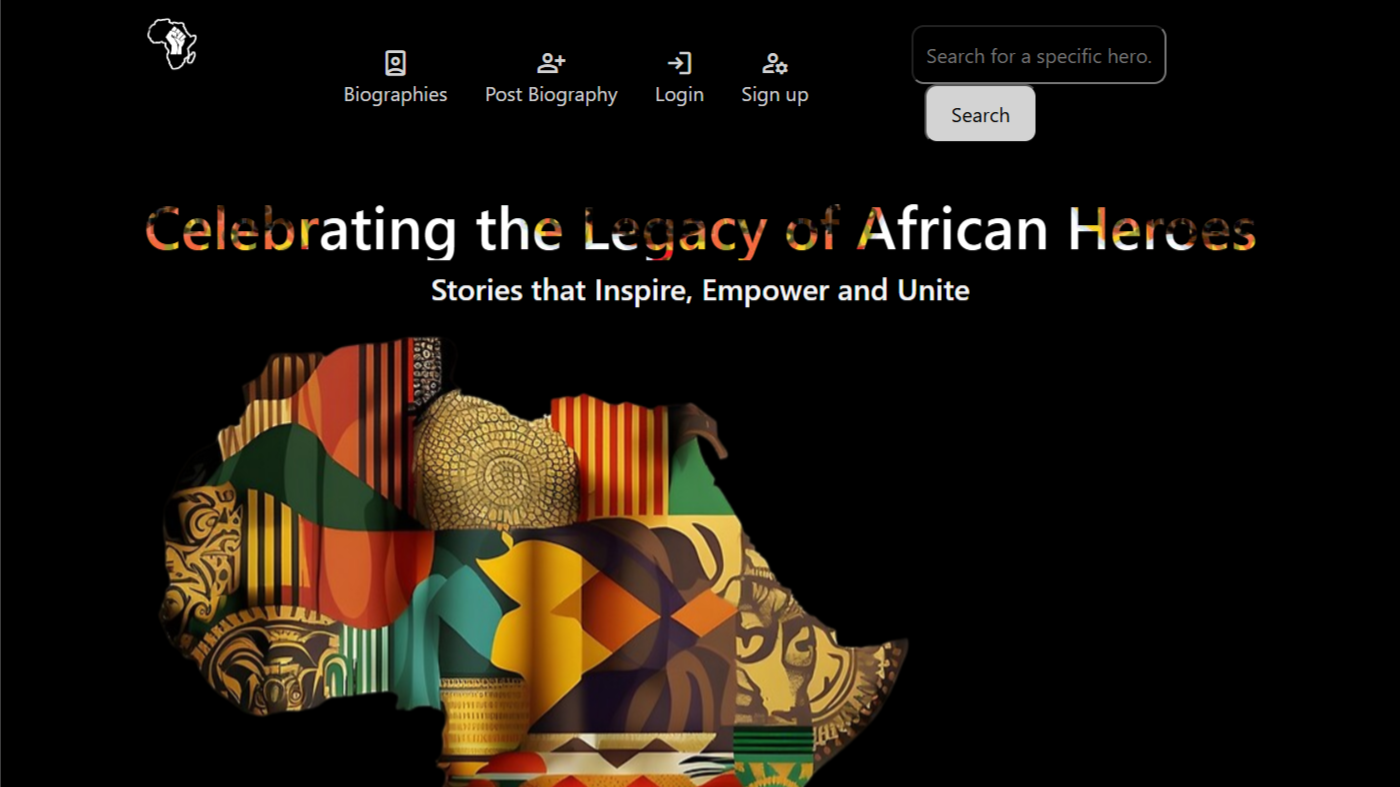 Biographies Post Biography Login Sign up
Search for a specific hero.
Search
Celebrating the Legacy of African Heroes
Stories that Inspire, Empower and Unite